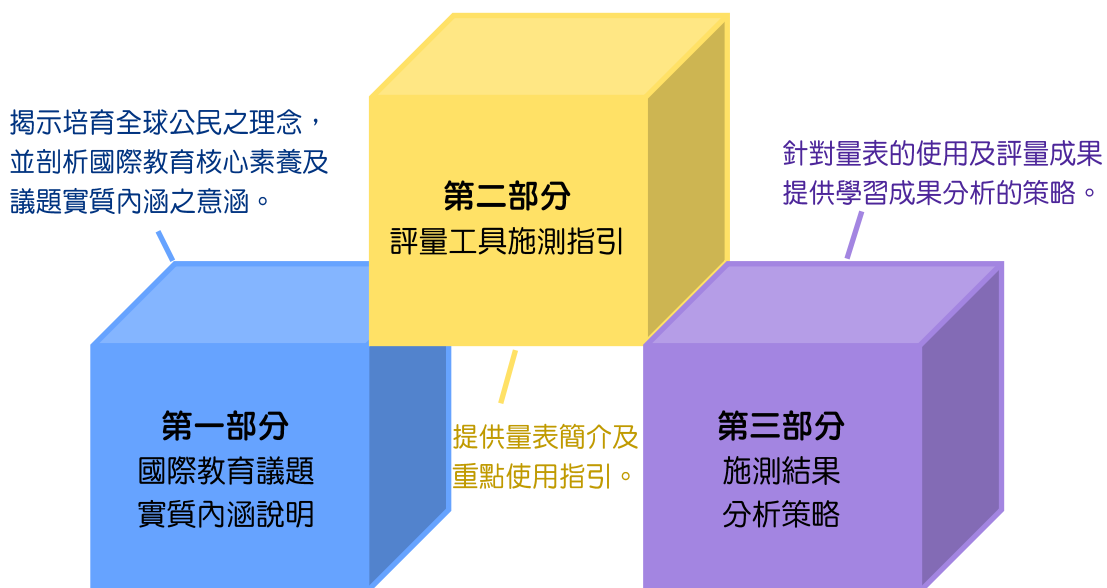 揭示培育全球公民之理念，
並剖析國際教育核心素養及
議題實質內涵之意涵。
第一部分
國際教育議題
實質內涵說明
第二部分
評量工具施測指引
提供量表簡介及
重點使用指引。
針對量表的使用及評量成果
提供學習成果分析的策略。
第三部分
施測結果
分析策略